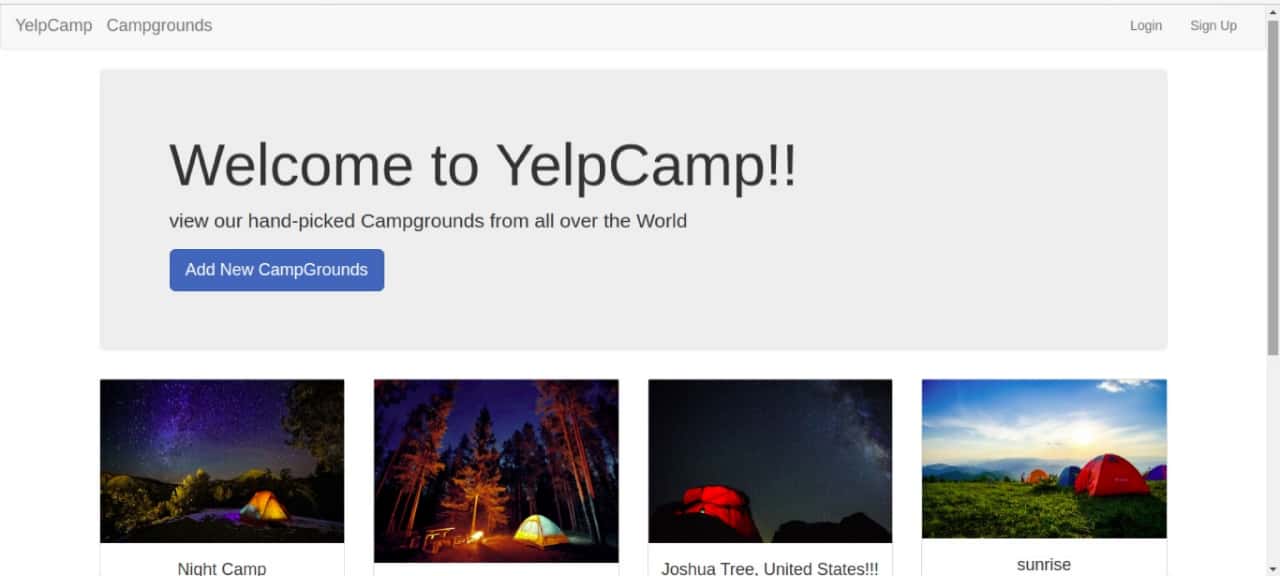 YelpCamp Campgrounds Login Sign Up
Welcome to YelpCamp!!
view our hand-picked Campgrounds from all over the World
Add New CampGrounds
Night Camp
Joshua Tree, United States!!!
sunrise